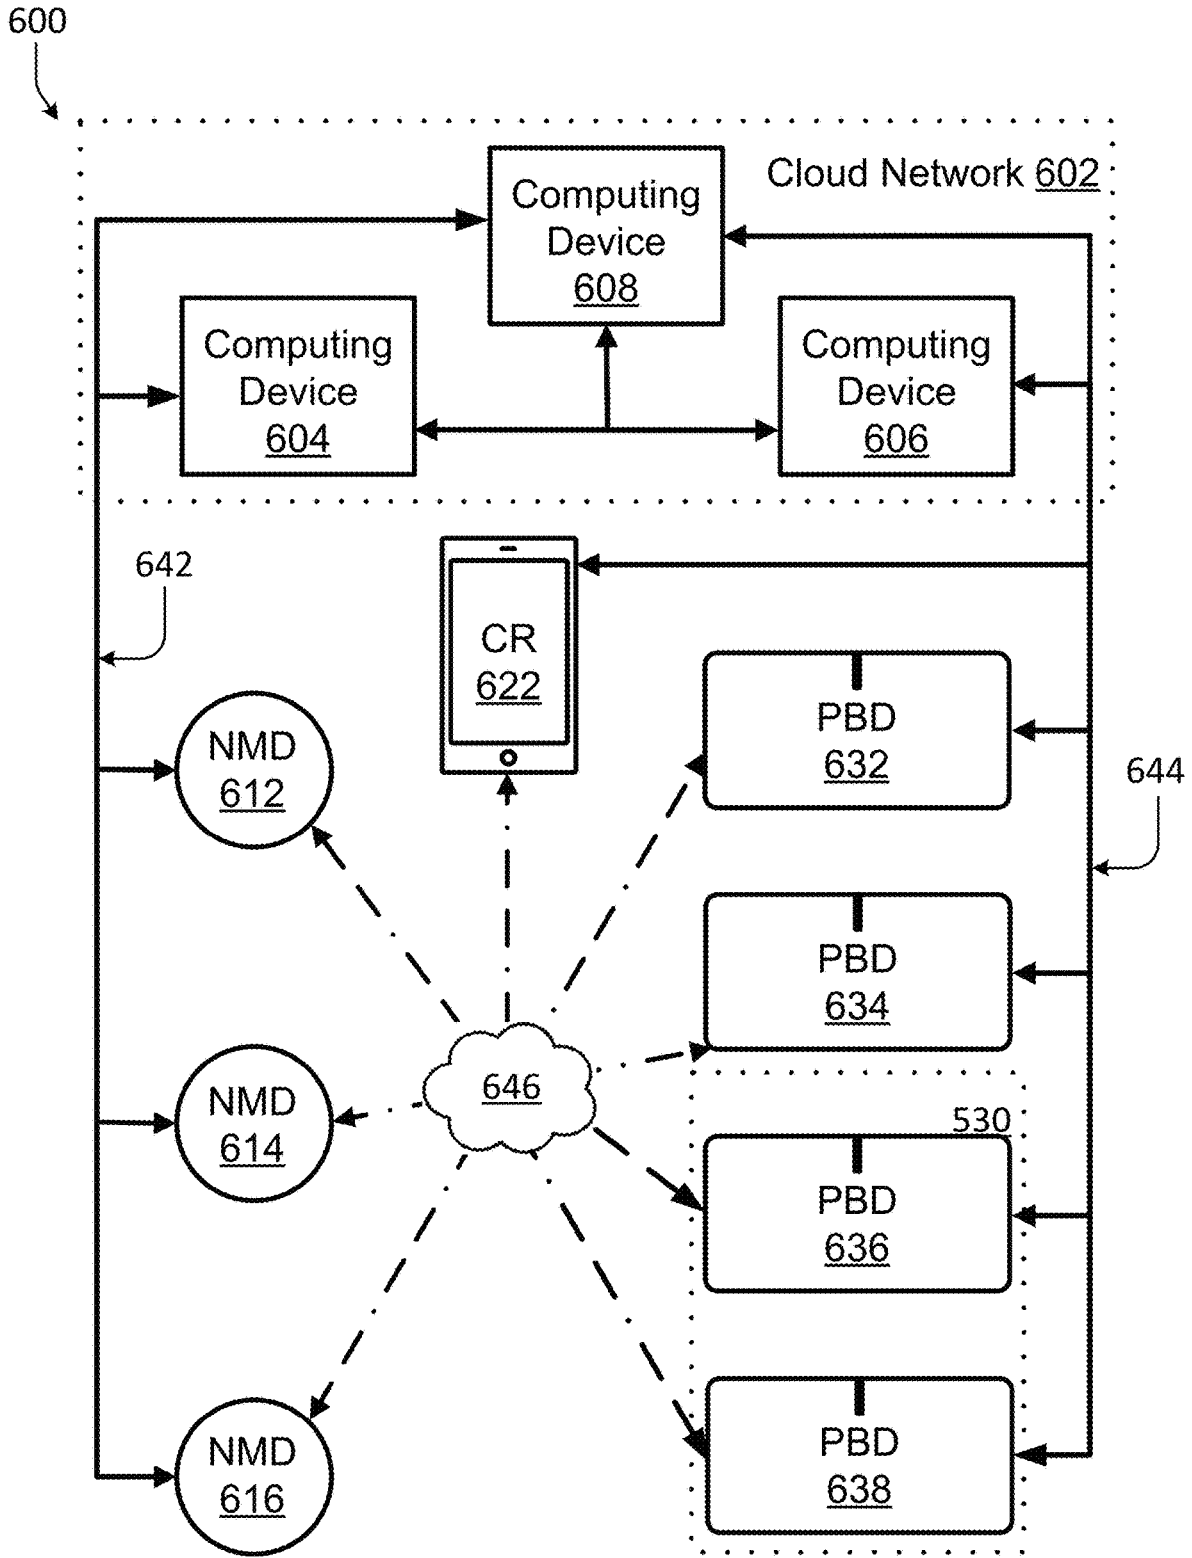 600
Cloud Network 602
Computing
Device
608
Computing
Device
604
Computing
Device
606
642
CR
622
PBD
632
NMD
612
644
PBD
634
646
NMD
614
530
PBD
636
PBD
638
NMD
616